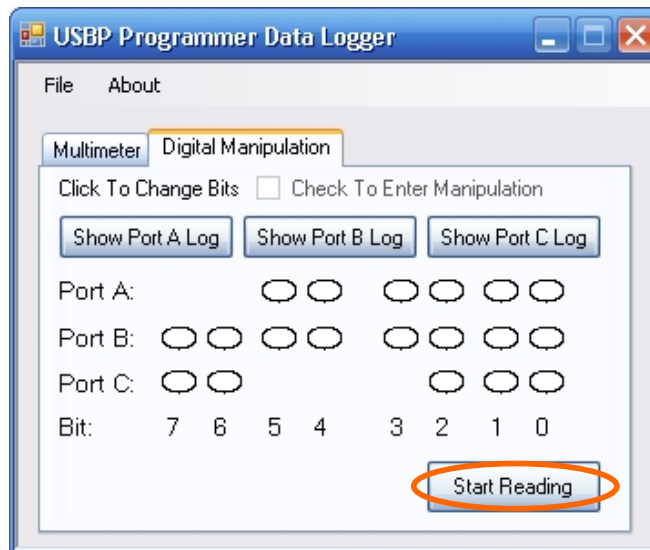 USBP Programmer Data Logger
File About
Multimeter Digital Manipulation
Click To Change Bits Check To Enter Manipulation
Show Port A Log Show Port B Log Show Port C Log
Port A:
Port B:
Port C:
Bit: 7 6 5 4 3 2 1 0
Start Reading